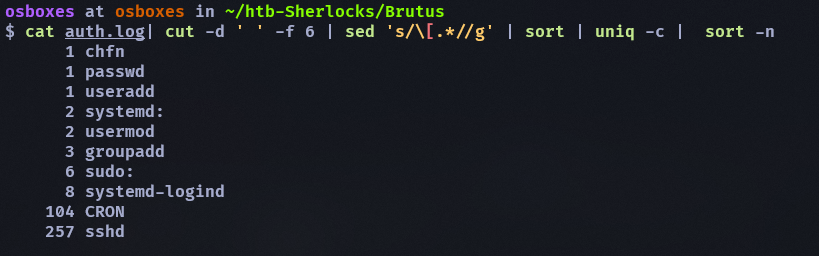 osboxes at osboxes in ~/htb-Sherlocks/Brutus
$ cat auth.log| cut -d ' ' -f 6 | sed 's/\[.*//g' | sort | uniq -c |  sort -n
      1 chfn
      1 passwd
      1 useradd
      2 systemd:
      2 usermod
      3 groupadd
      6 sudo:
      8 systemd-logind
    104 CRON
    257 sshd